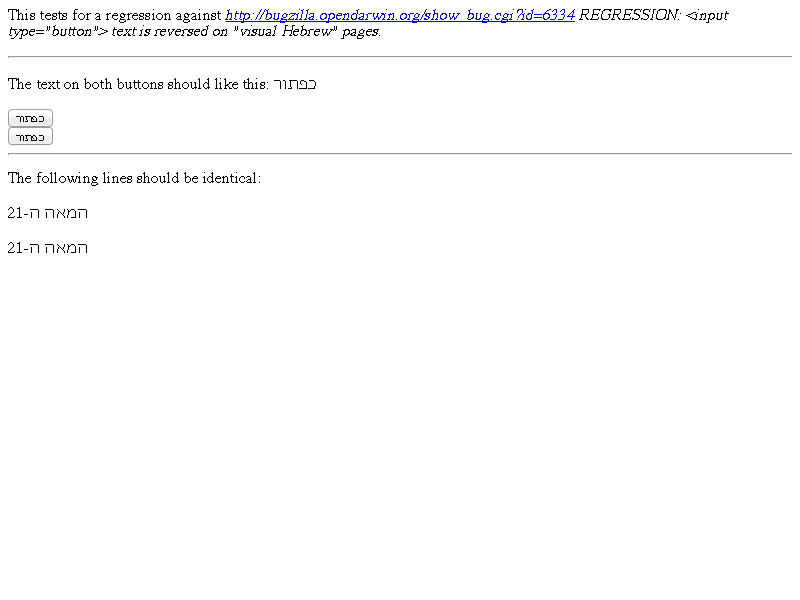 This tests for a regression against http://bugzilla.opendarwin.org/show_bug.cgi?id=6334 REGRESSION: <input
type="button"> text is reversed on "visual Hebrew" pages.
The text on both buttons should like this: כפתור
כפתור
כפתור
The following lines should be identical:
המאה ה-21
המאה ה-21